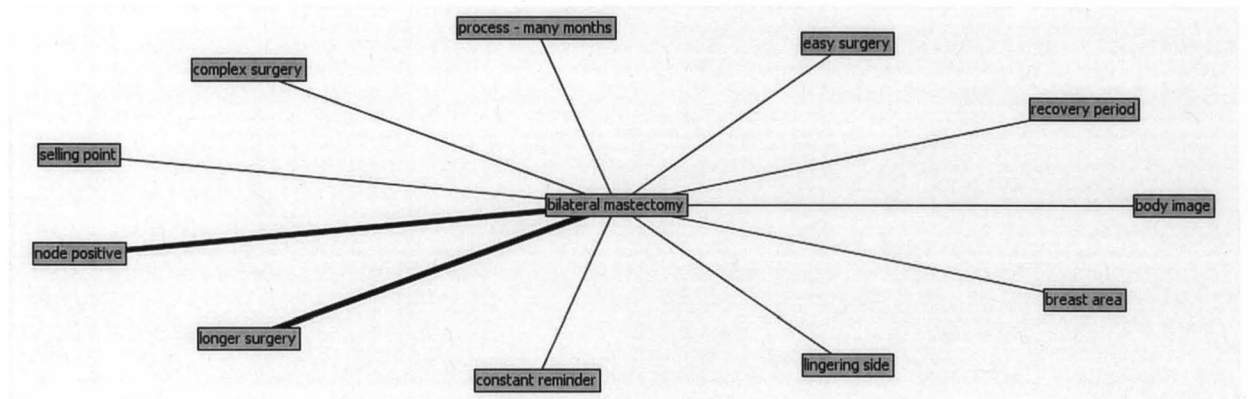 process - many months
easy surgery
complex surgery
recovery period
selling point
bilateral mastectomy
body image
node positive
breast area
longer surgery
lingering side
constant reminder